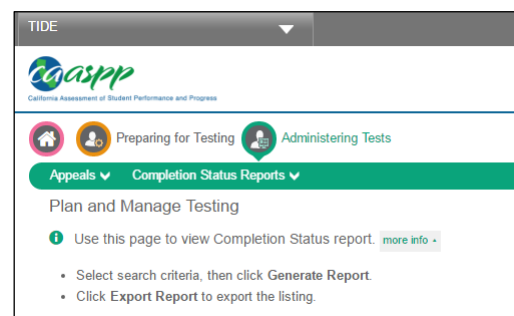 TIDE
caaspp
California Assessment of Student Performance and Progress
Preparing for Testing Administering Tests
Appeals Completion Status Reports
Plan and Manage Testing
Use this page to view Completion Status report. more info
• Select search criteria, then click Generate Report.
• Click Export Report to export the listing.